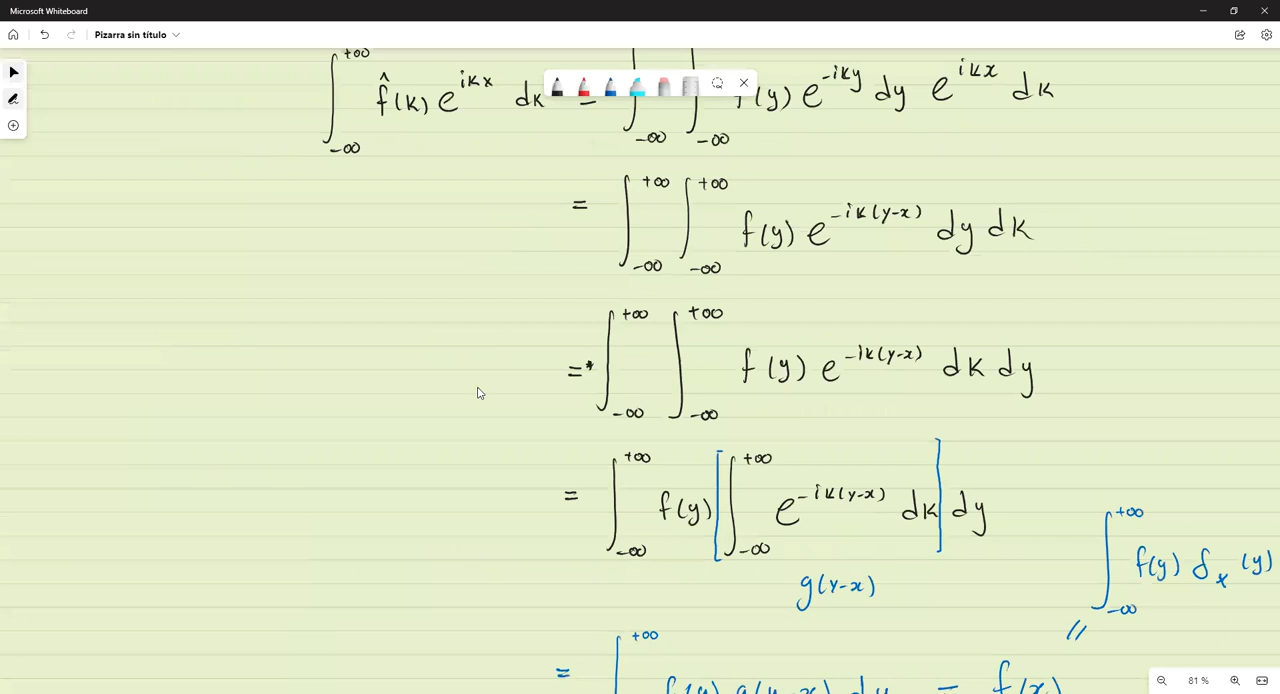 Microsoft Whiteboard
Pizarra sin título
∫_{-∞}^{+∞} f̂(k) e^{ikx} dk = ∫_{-∞} ∫_{-∞} f(y) e^{-iky} dy e^{ikx} dk
= ∫_{-∞}^{+∞} ∫_{-∞}^{+∞} f(y) e^{-ik(y-x)} dy dk
=* ∫_{-∞}^{+∞} ∫_{-∞}^{+∞} f(y) e^{-ik(y-x)} dk dy
= ∫_{-∞}^{+∞} f(y) [∫_{-∞}^{+∞} e^{-ik(y-x)} dk] dy
g(y-x)
∫_{-∞}^{+∞} f(y) δ_x (y)
//
= ∫^{+∞} f(y) g(y-x) dy = f(x)
81 %